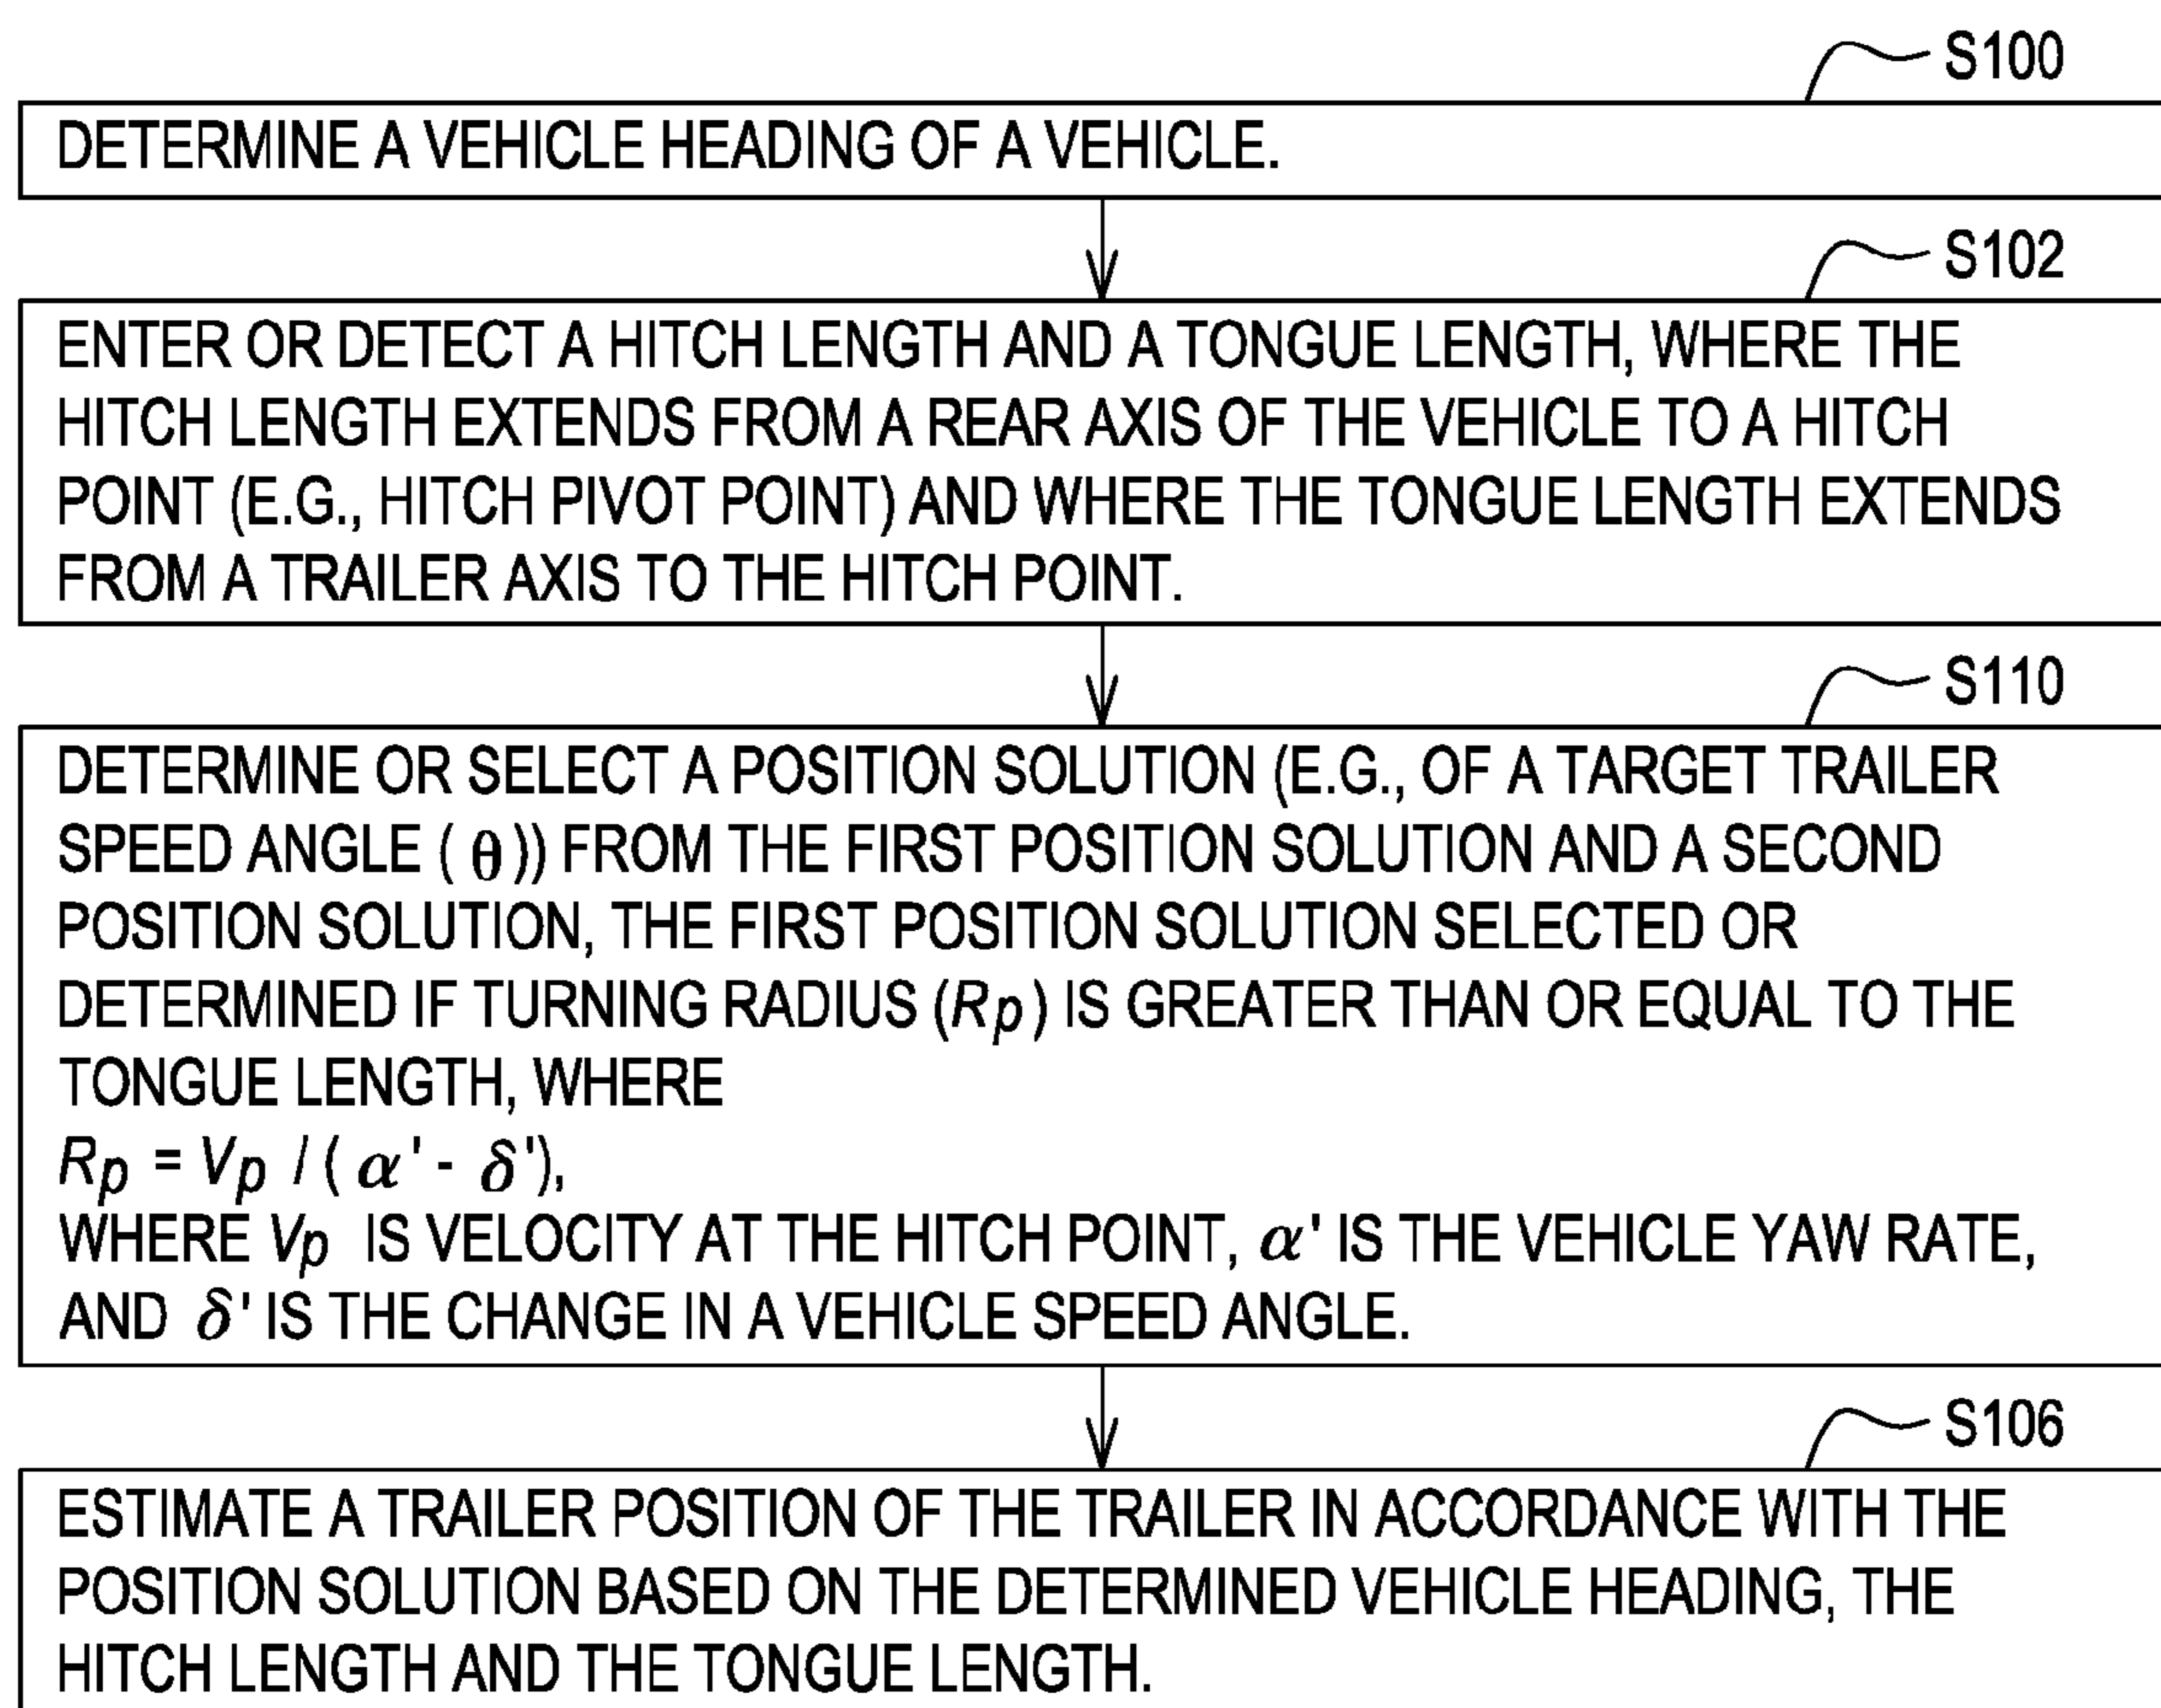 S100
DETERMINE A VEHICLE HEADING OF A VEHICLE.
S102
ENTER OR DETECT A HITCH LENGTH AND A TONGUE LENGTH, WHERE THE
HITCH LENGTH EXTENDS FROM A REAR AXIS OF THE VEHICLE TO A HITCH
POINT (E.G., HITCH PIVOT POINT) AND WHERE THE TONGUE LENGTH EXTENDS
FROM A TRAILER AXIS TO THE HITCH POINT.
S110
DETERMINE OR SELECT A POSITION SOLUTION (E.G., OF A TARGET TRAILER
SPEED ANGLE ( θ )) FROM THE FIRST POSITION SOLUTION AND A SECOND
POSITION SOLUTION, THE FIRST POSITION SOLUTION SELECTED OR
DETERMINED IF TURNING RADIUS (Rp) IS GREATER THAN OR EQUAL TO THE
TONGUE LENGTH, WHERE
Rp = Vp / ( α' - δ'),
WHERE Vp IS VELOCITY AT THE HITCH POINT, α' IS THE VEHICLE YAW RATE,
AND δ' IS THE CHANGE IN A VEHICLE SPEED ANGLE.
S106
ESTIMATE A TRAILER POSITION OF THE TRAILER IN ACCORDANCE WITH THE
POSITION SOLUTION BASED ON THE DETERMINED VEHICLE HEADING, THE
HITCH LENGTH AND THE TONGUE LENGTH.